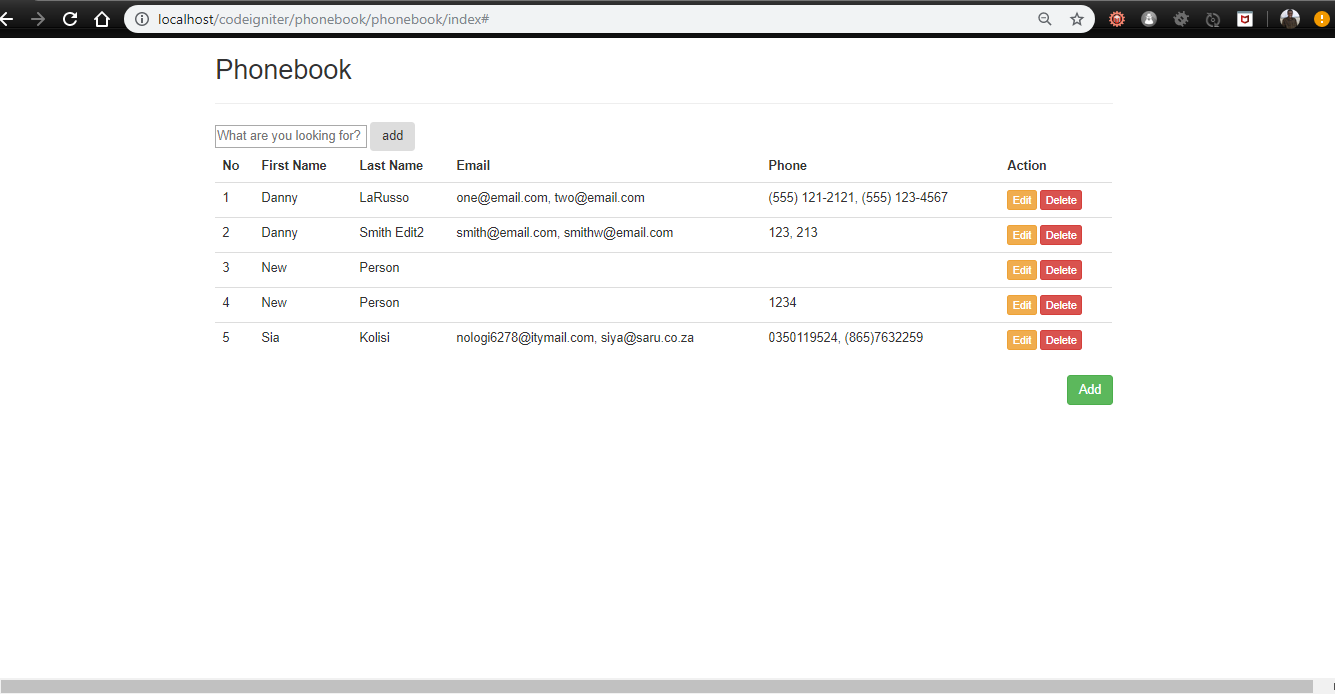 localhost/codeigniter/phonebook/phonebook/index#
Phonebook
What are you looking for? add
No First Name Last Name Email Phone Action
1 Danny LaRusso one@email.com, two@email.com (555) 121-2121, (555) 123-4567 Edit Delete
2 Danny Smith Edit2 smith@email.com, smithw@email.com 123, 213 Edit Delete
3 New Person Edit Delete
4 New Person 1234 Edit Delete
5 Sia Kolisi nologi6278@itymail.com, siya@saru.co.za 0350119524, (865)7632259 Edit Delete
Add